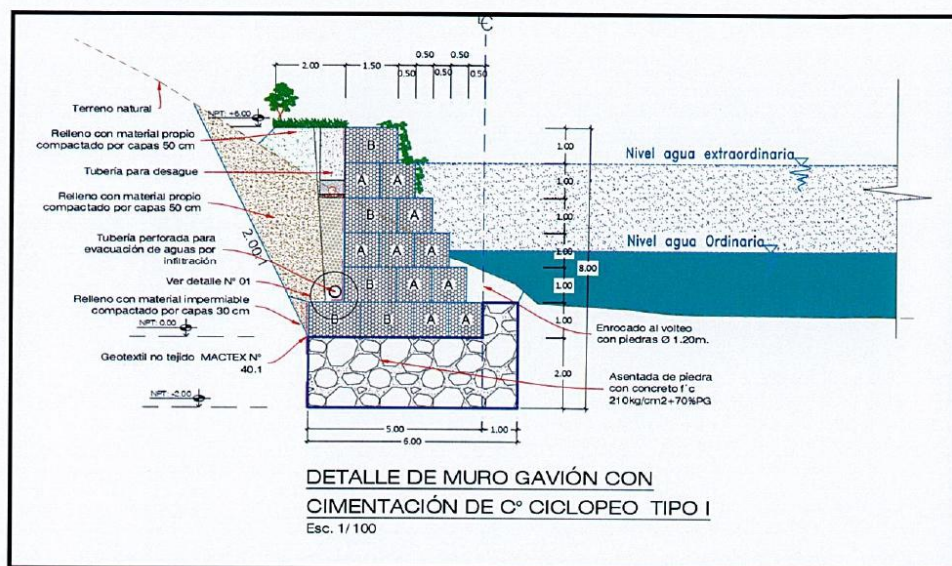 ℄
0.50
0.50
0.50
2.00
1.50
0.50
0.50
0.50
Terreno natural
NPT: +6.00
Relleno con material propio
compactado por capas 50 cm
Tubería para desague
Relleno con material propio
compactado por capas 50 cm
2.00
Tubería perforada para
evacuación de aguas por
infiltración
Ver detalle N° 01
Relleno con material impermiable
compactado por capas 30 cm
NPT: 0.00
Geotextil no tejido MACTEX N°
40.1
NPT: -2.00
B
A A
B A A
A A A
B A A
B B A A
Nivel agua extraordinaria
Nivel agua Ordinaria
1.00
1.00
1.00
1.00
1.00
1.00
2.00
8.00
Enrocado al volteo
con piedras Ø 1.20m.
Asentada de piedra
con concreto f´c
210kg/cm2+70%PG
5.00
1.00
6.00
DETALLE DE MURO GAVIÓN CON
CIMENTACIÓN DE C° CICLOPEO TIPO I
Esc. 1/100